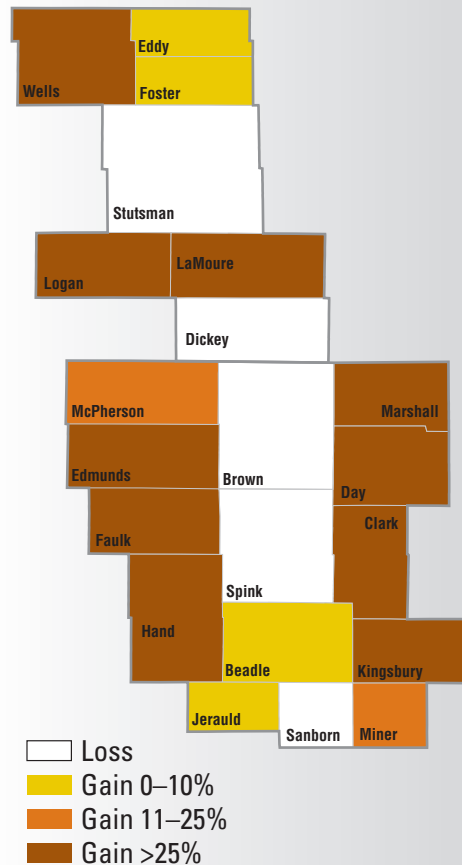 Eddy
Wells
Foster
Stutsman
LaMoure
Logan
Dickey
McPherson
Marshall
Edmunds
Brown
Day
Clark
Faulk
Spink
Hand
Beadle
Kingsbury
Jerauld
Sanborn
Miner
Loss
Gain 0–10%
Gain 11–25%
Gain >25%